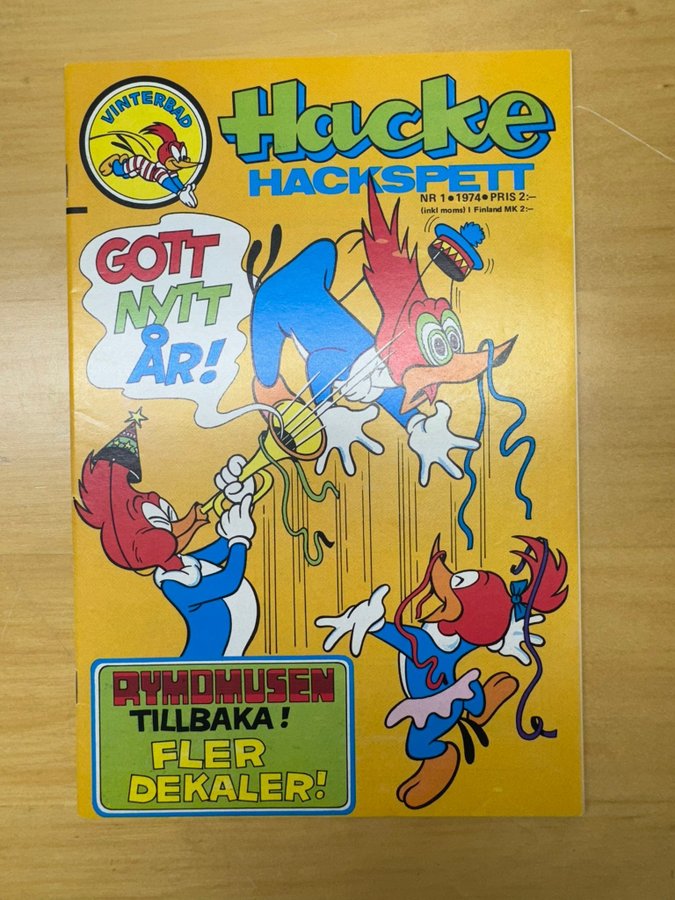 VINTERBAD
Hacke
HACKSPETT
NR 1 • 1974 • PRIS 2:-
(inkl moms) I Finland MK 2:-
GOTT
NYTT
ÅR!
RYMDMUSEN
TILLBAKA!
FLER
DEKALER!